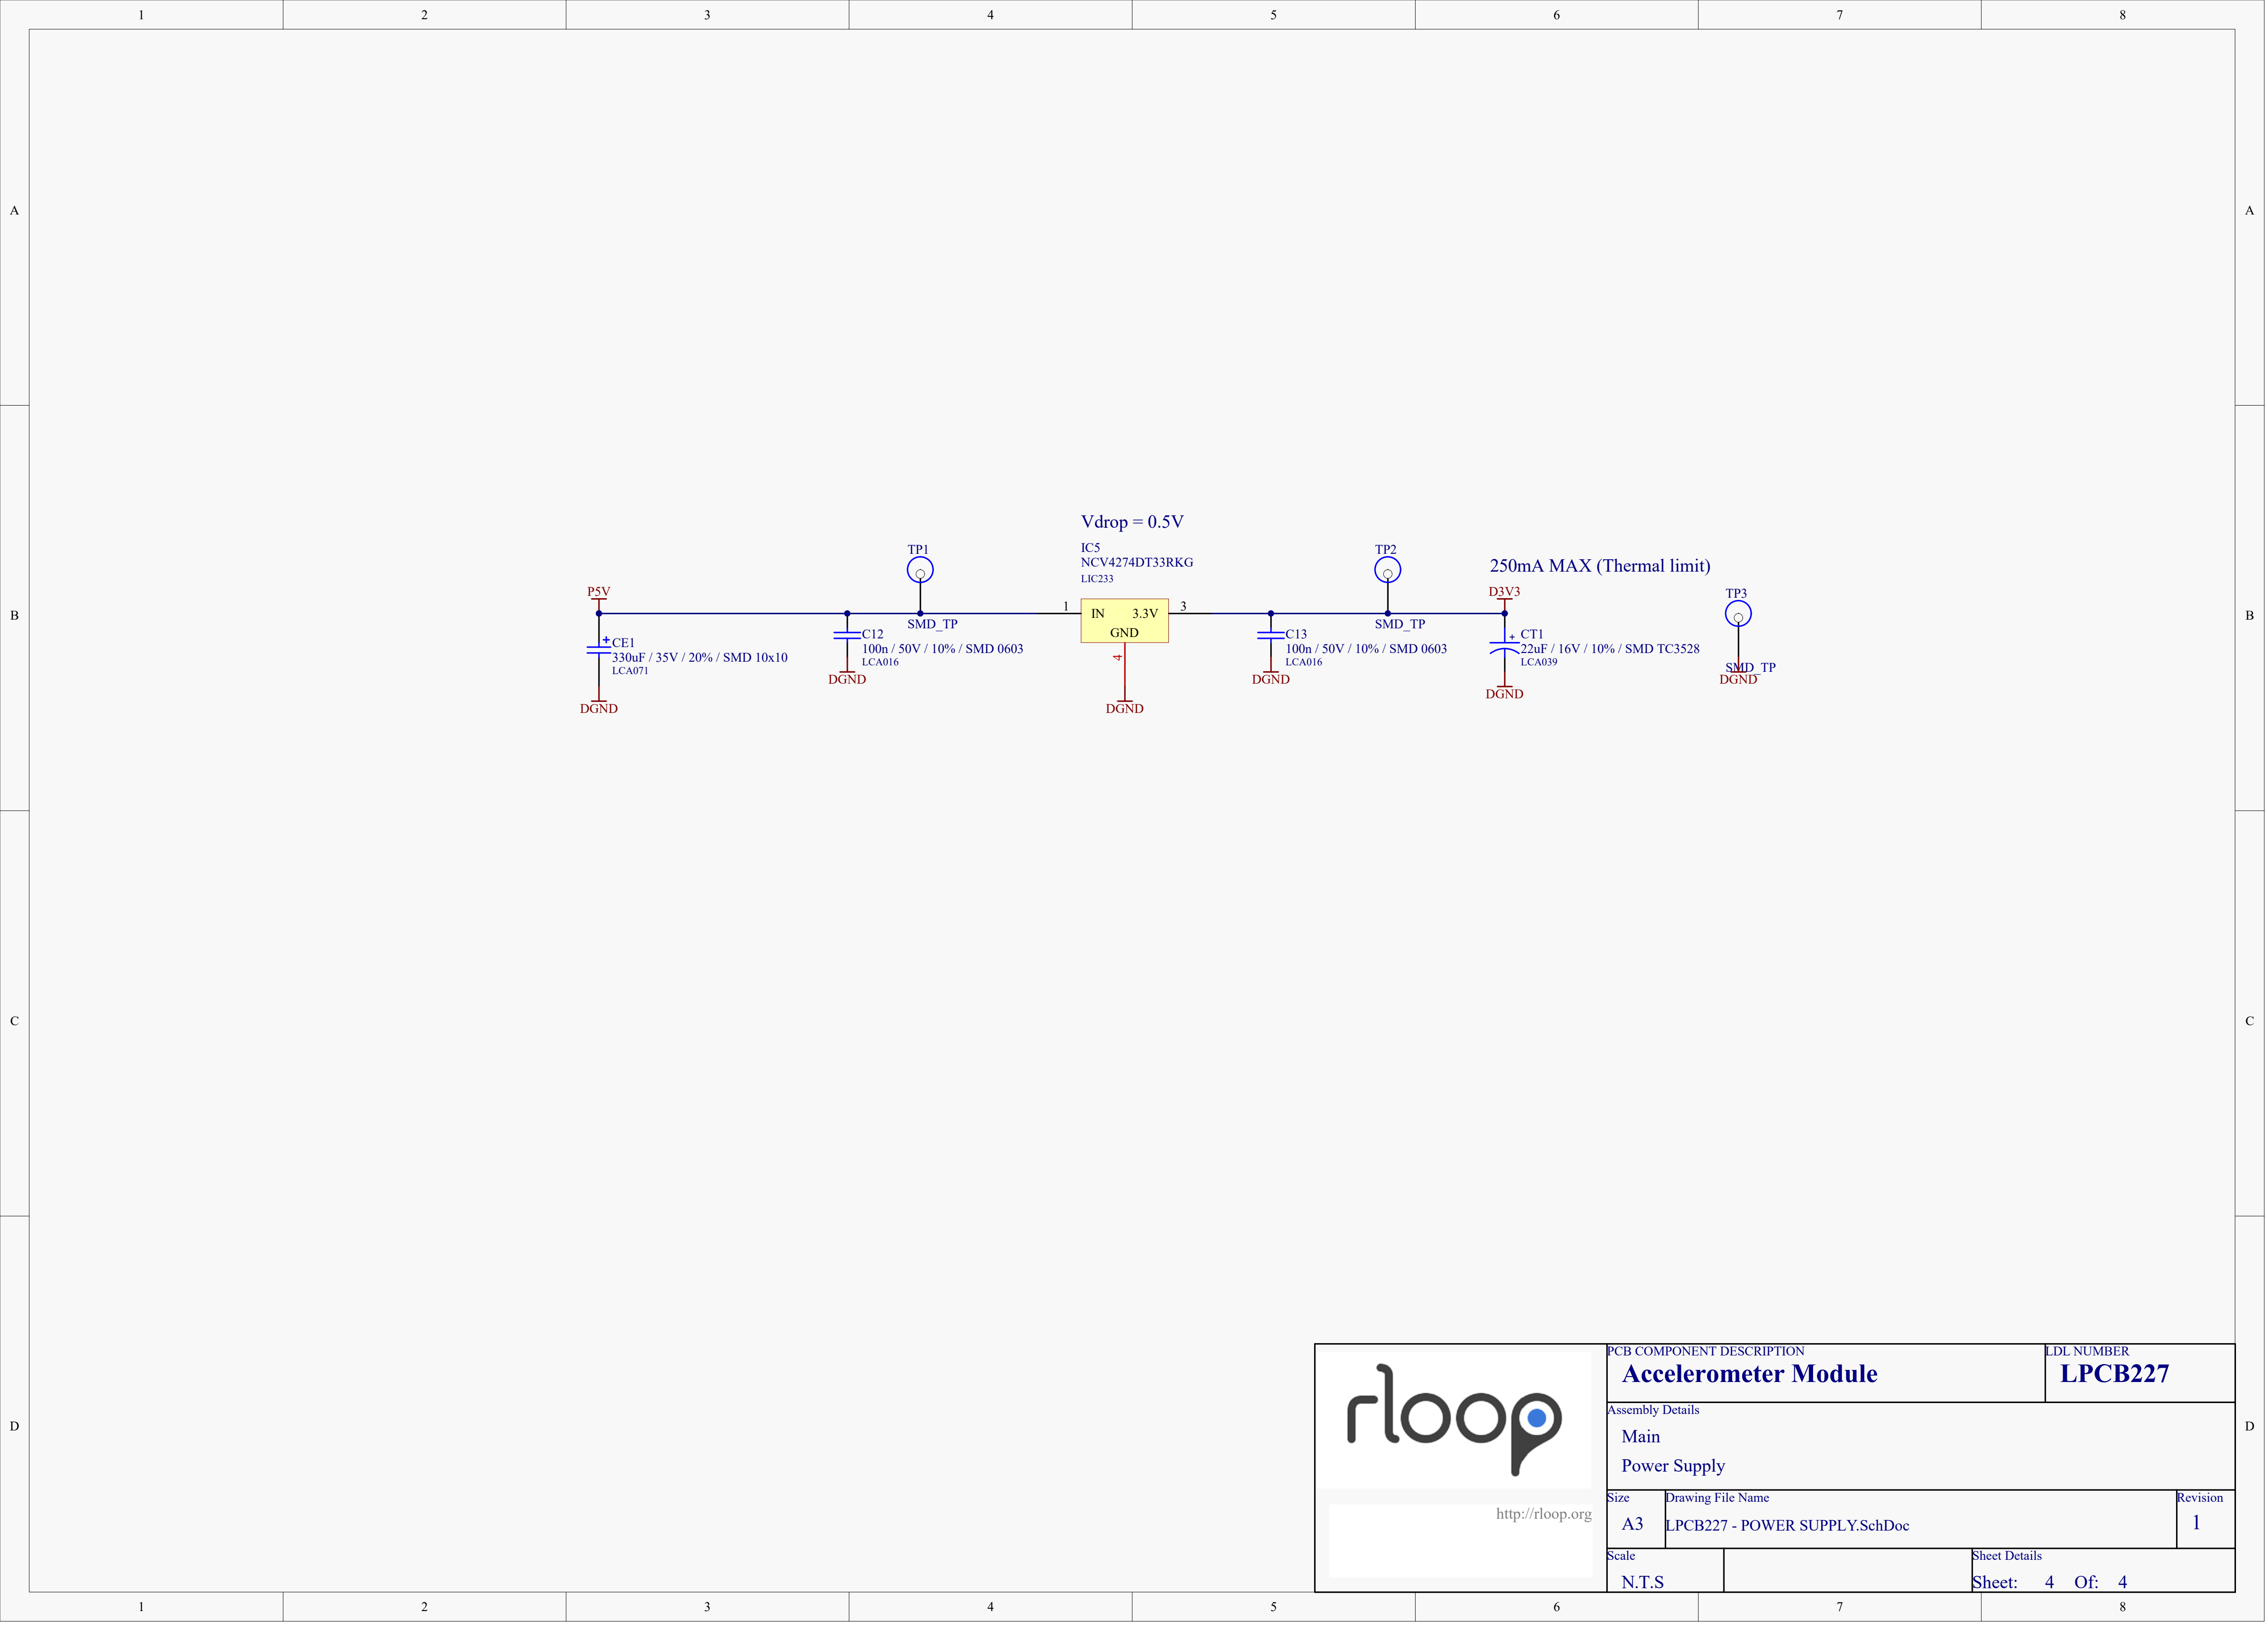 1 2 3 4 5 6 7 8
A A
B B
C C
D D
Vdrop = 0.5V
IC5
NCV4274DT33RKG
LIC233
TP1
TP2
250mA MAX (Thermal limit)
P5V
D3V3
TP3
1 IN 3.3V 3
GND
4
SMD_TP
SMD_TP
CE1
330uF / 35V / 20% / SMD 10x10
LCA071
C12
100n / 50V / 10% / SMD 0603
LCA016
C13
100n / 50V / 10% / SMD 0603
LCA016
+ CT1
22uF / 16V / 10% / SMD TC3528
LCA039
SMD_TP
DGND
DGND
DGND
DGND
DGND
DGND
rloop
http://rloop.org
PCB COMPONENT DESCRIPTION
Accelerometer Module
LDL NUMBER
LPCB227
Assembly Details
Main
Power Supply
Size
A3
Drawing File Name
LPCB227 - POWER SUPPLY.SchDoc
Revision
1
Scale
N.T.S
Sheet Details
Sheet: 4 Of: 4
1 2 3 4 5 6 7 8